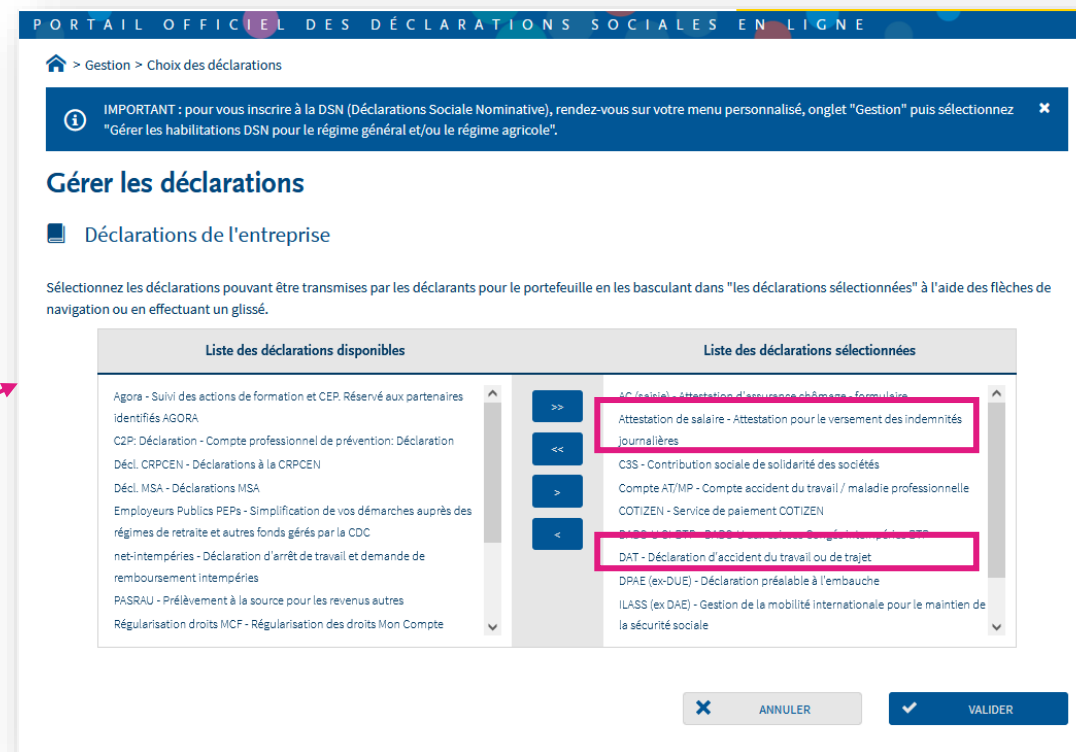 PORTAIL OFFICIEL DES DÉCLARATIONS SOCIALES EN LIGNE
> Gestion > Choix des déclarations
IMPORTANT : pour vous inscrire à la DSN (Déclarations Sociale Nominative), rendez-vous sur votre menu personnalisé, onglet "Gestion" puis sélectionnez
"Gérer les habilitations DSN pour le régime général et/ou le régime agricole".
Gérer les déclarations
Déclarations de l'entreprise
Sélectionnez les déclarations pouvant être transmises par les déclarants pour le portefeuille en les basculant dans "les déclarations sélectionnées" à l'aide des flèches de
navigation ou en effectuant un glissé.
Liste des déclarations disponibles
Agora - Suivi des actions de formation et CEP. Réservé aux partenaires
identifiés AGORA
C2P: Déclaration - Compte professionnel de prévention: Déclaration
Décl. CRPCEN - Déclarations à la CRPCEN
Décl. MSA - Déclarations MSA
Employeurs Publics PEPs - Simplification de vos démarches auprès des
régimes de retraite et autres fonds gérés par la CDC
net-intempéries - Déclaration d'arrêt de travail et demande de
remboursement intempéries
PASRAU - Prélèvement à la source pour les revenus autres
Régularisation droits MCF - Régularisation des droits Mon Compte
>>
<<
>
<
Liste des déclarations sélectionnées
AC (saisie) - Attestation d'assurance chômage - formulaire
Attestation de salaire - Attestation pour le versement des indemnités
journalières
C3S - Contribution sociale de solidarité des sociétés
Compte AT/MP - Compte accident du travail / maladie professionnelle
COTIZEN - Service de paiement COTIZEN
DAT - Déclaration d'accident du travail ou de trajet
DPAE (ex-DUE) - Déclaration préalable à l'embauche
ILASS (ex DAE) - Gestion de la mobilité internationale pour le maintien de
la sécurité sociale
ANNULER
VALIDER